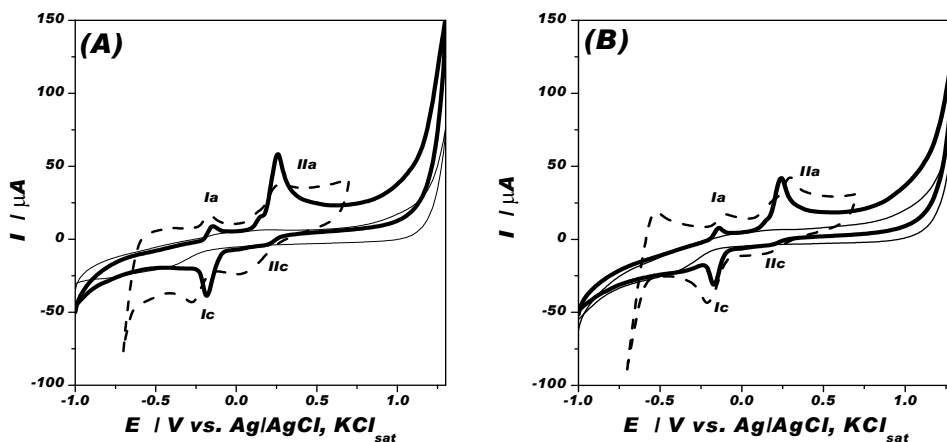 (A)
150
100
50
0
-50
-100
I / μA
Ia
IIa
IIc
Ic
-1.0 -0.5 0.0 0.5 1.0
E / V vs. Ag/AgCl, KCl sat
(B)
150
100
50
0
-50
-100
I / μA
Ia
IIa
IIc
Ic
-1.0 -0.5 0.0 0.5 1.0
E / V vs. Ag/AgCl, KCl sat